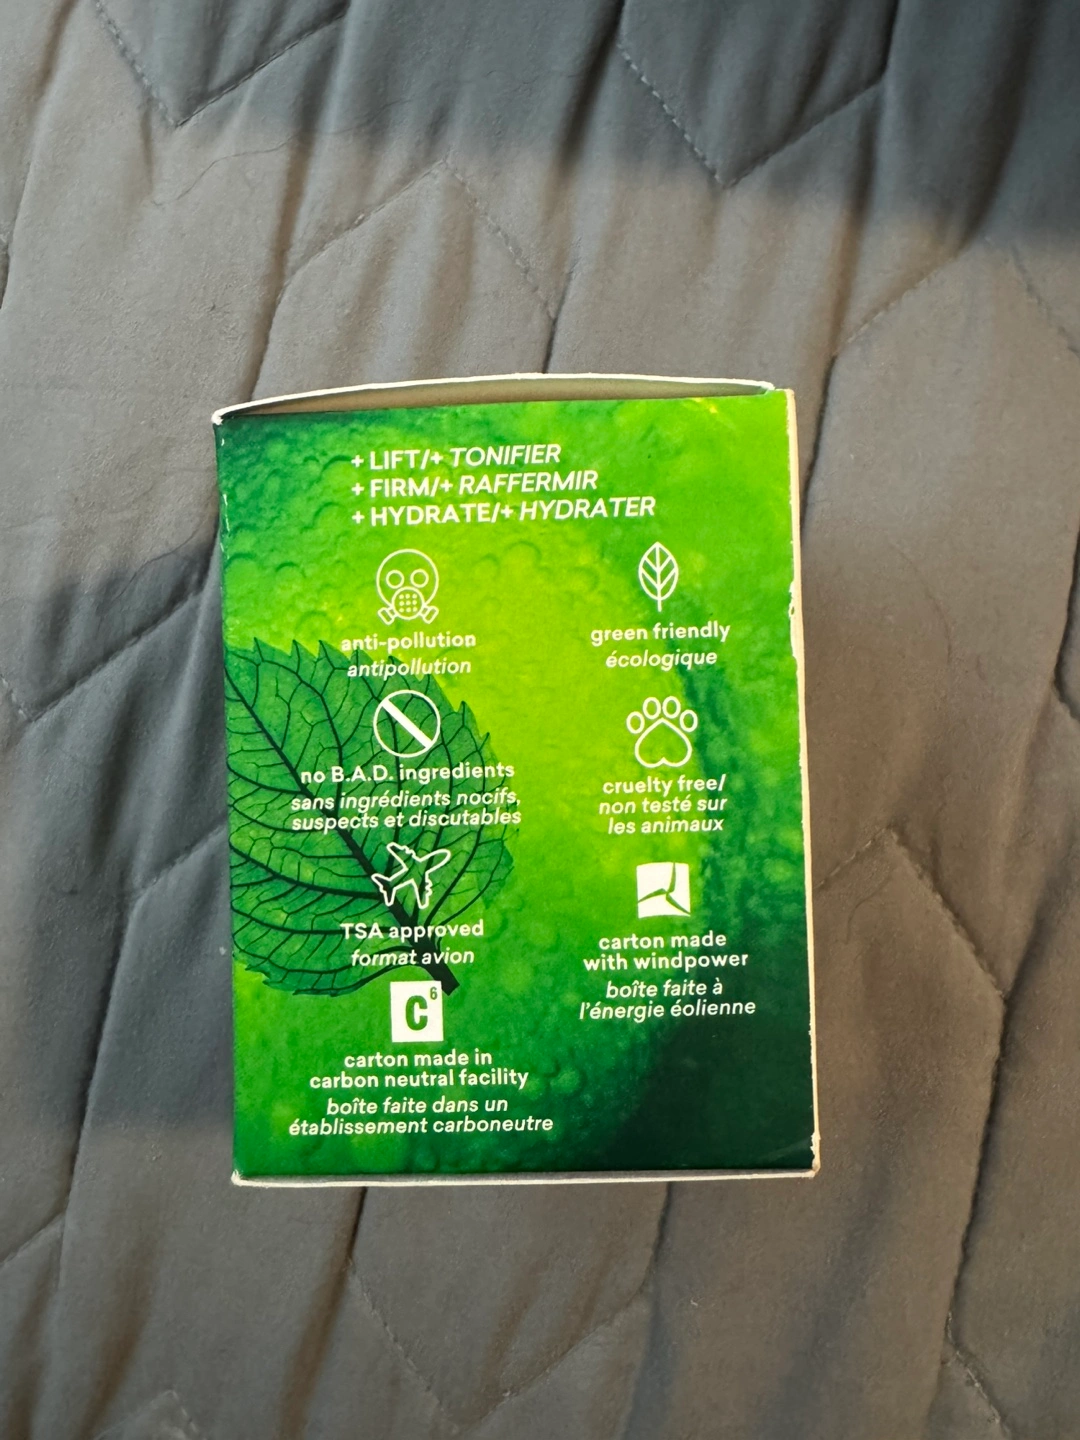 + LIFT/+ TONIFIER
+ FIRM/+ RAFFERMIR
+ HYDRATE/+ HYDRATER
anti-pollution
antipollution
green friendly
écologique
no B.A.D. ingredients
sans ingrédients nocifs,
suspects et discutables
cruelty free/
non testé sur
les animaux
TSA approved
format avion
carton made
with windpower
boîte faite à
l'énergie éolienne
C6
carton made in
carbon neutral facility
boîte faite dans un
établissement carboneutre